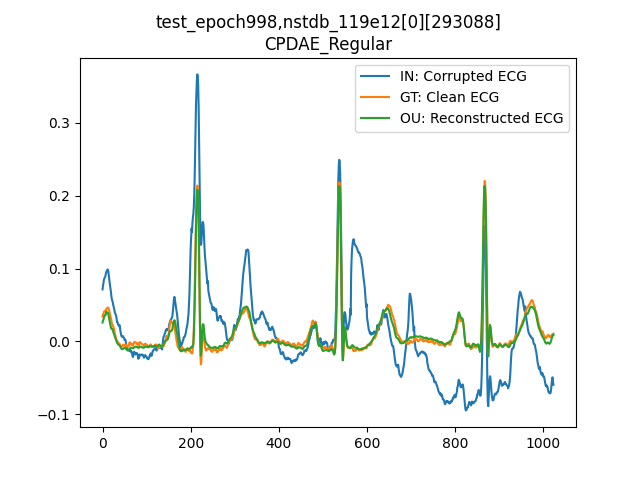 test_epoch998,nstdb_119e12[0][293088]
CPDAE_Regular
IN: Corrupted ECG
GT: Clean ECG
OU: Reconstructed ECG
0.3
0.2
0.1
0.0
−0.1
0 200 400 600 800 1000